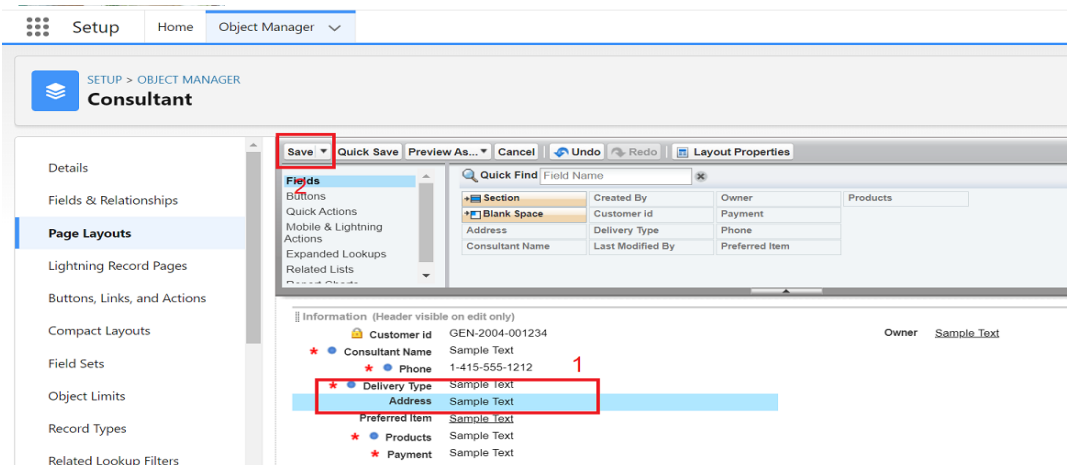 Setup Home Object Manager
SETUP > OBJECT MANAGER
Consultant
Details
Fields & Relationships
Page Layouts
Lightning Record Pages
Buttons, Links, and Actions
Compact Layouts
Field Sets
Object Limits
Record Types
Related Lookup Filters
Save Quick Save Preview As... Cancel Undo Redo Layout Properties
2
Fields
Buttons
Quick Actions
Mobile & Lightning
Actions
Expanded Lookups
Related Lists
Report Charts
Quick Find Field Name
Section Created By Owner Products
Blank Space Customer id Payment
Address Delivery Type Phone
Consultant Name Last Modified By Preferred Item
Information (Header visible on edit only)
Customer id GEN-2004-001234 Owner Sample Text
* Consultant Name Sample Text
* Phone 1-415-555-1212
1
* Delivery Type Sample Text
Address Sample Text
Preferred Item Sample Text
* Products Sample Text
* Payment Sample Text